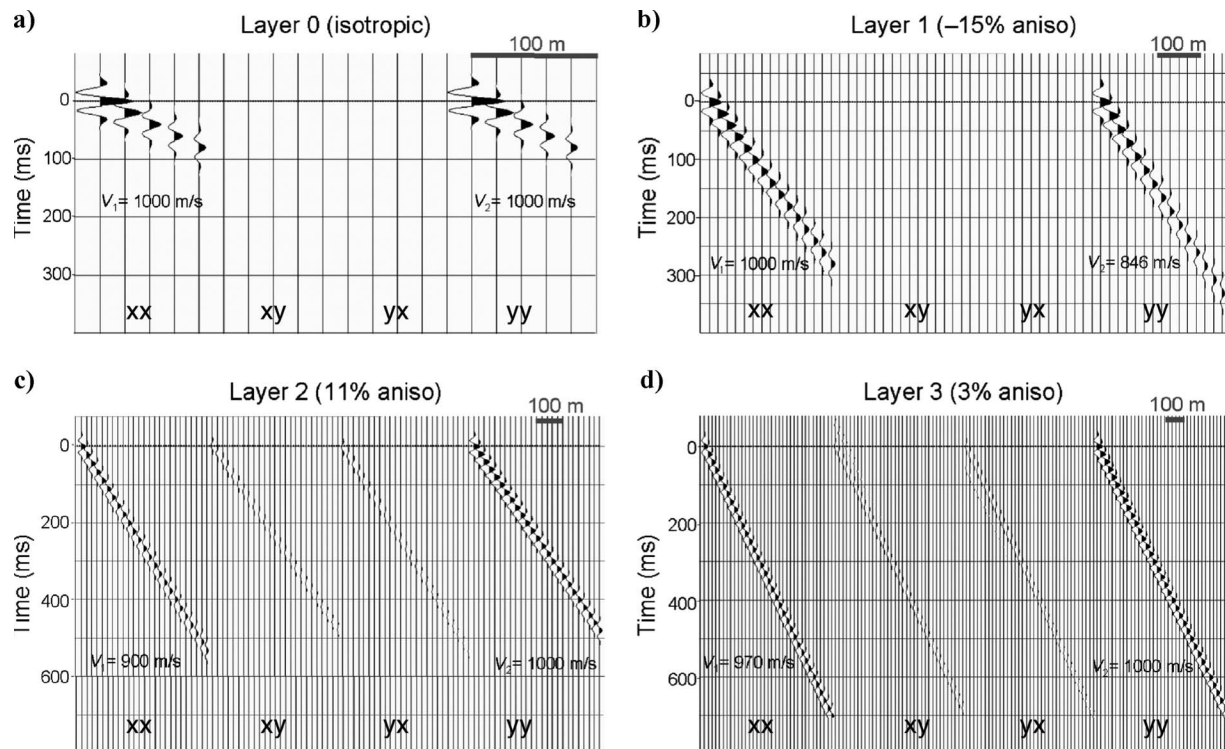 a)
Layer 0 (isotropic)
100 m
Time (ms)
0
100
200
300
V1= 1000 m/s
V2= 1000 m/s
xx
xy
yx
yy
b)
Layer 1 (–15% aniso)
100 m
Time (ms)
0
100
200
300
V1= 1000 m/s
V2= 846 m/s
xx
xy
yx
yy
c)
Layer 2 (11% aniso)
100 m
Time (ms)
0
200
400
600
V1= 900 m/s
V2= 1000 m/s
xx
xy
yx
yy
d)
Layer 3 (3% aniso)
100 m
Time (ms)
0
200
400
600
V1= 970 m/s
V2= 1000 m/s
xx
xy
yx
yy